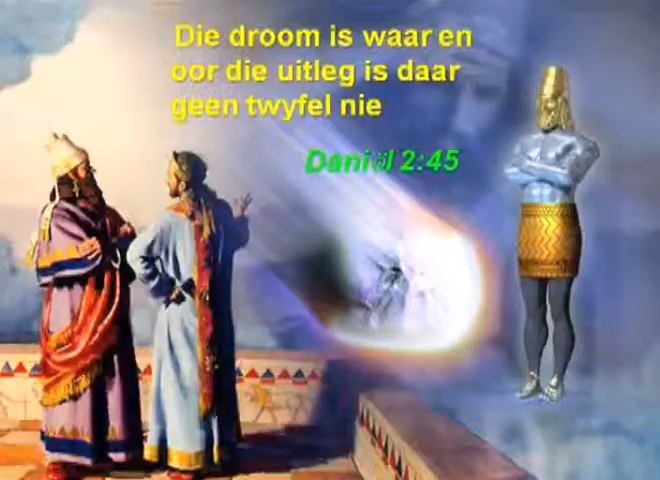 Die droom is waar en
oor die uitleg is daar
geen twyfel nie
Daniël 2:45